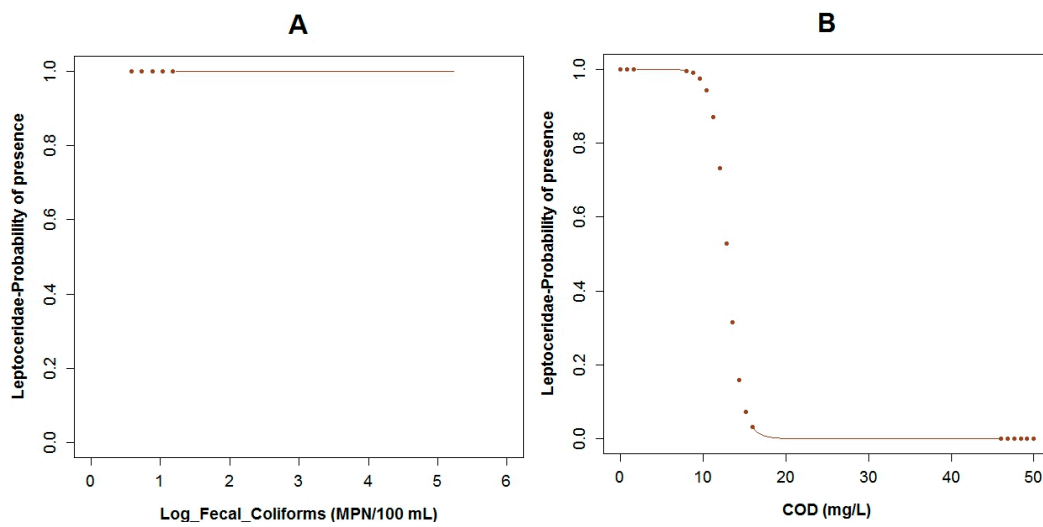 A
Leptoceridae-Probability of presence
1.0
0.8
0.6
0.4
0.2
0.0
0 1 2 3 4 5 6
Log_Fecal_Coliforms (MPN/100 mL)
B
Leptoceridae-Probability of presence
1.0
0.8
0.6
0.4
0.2
0.0
0 10 20 30 40 50
COD (mg/L)